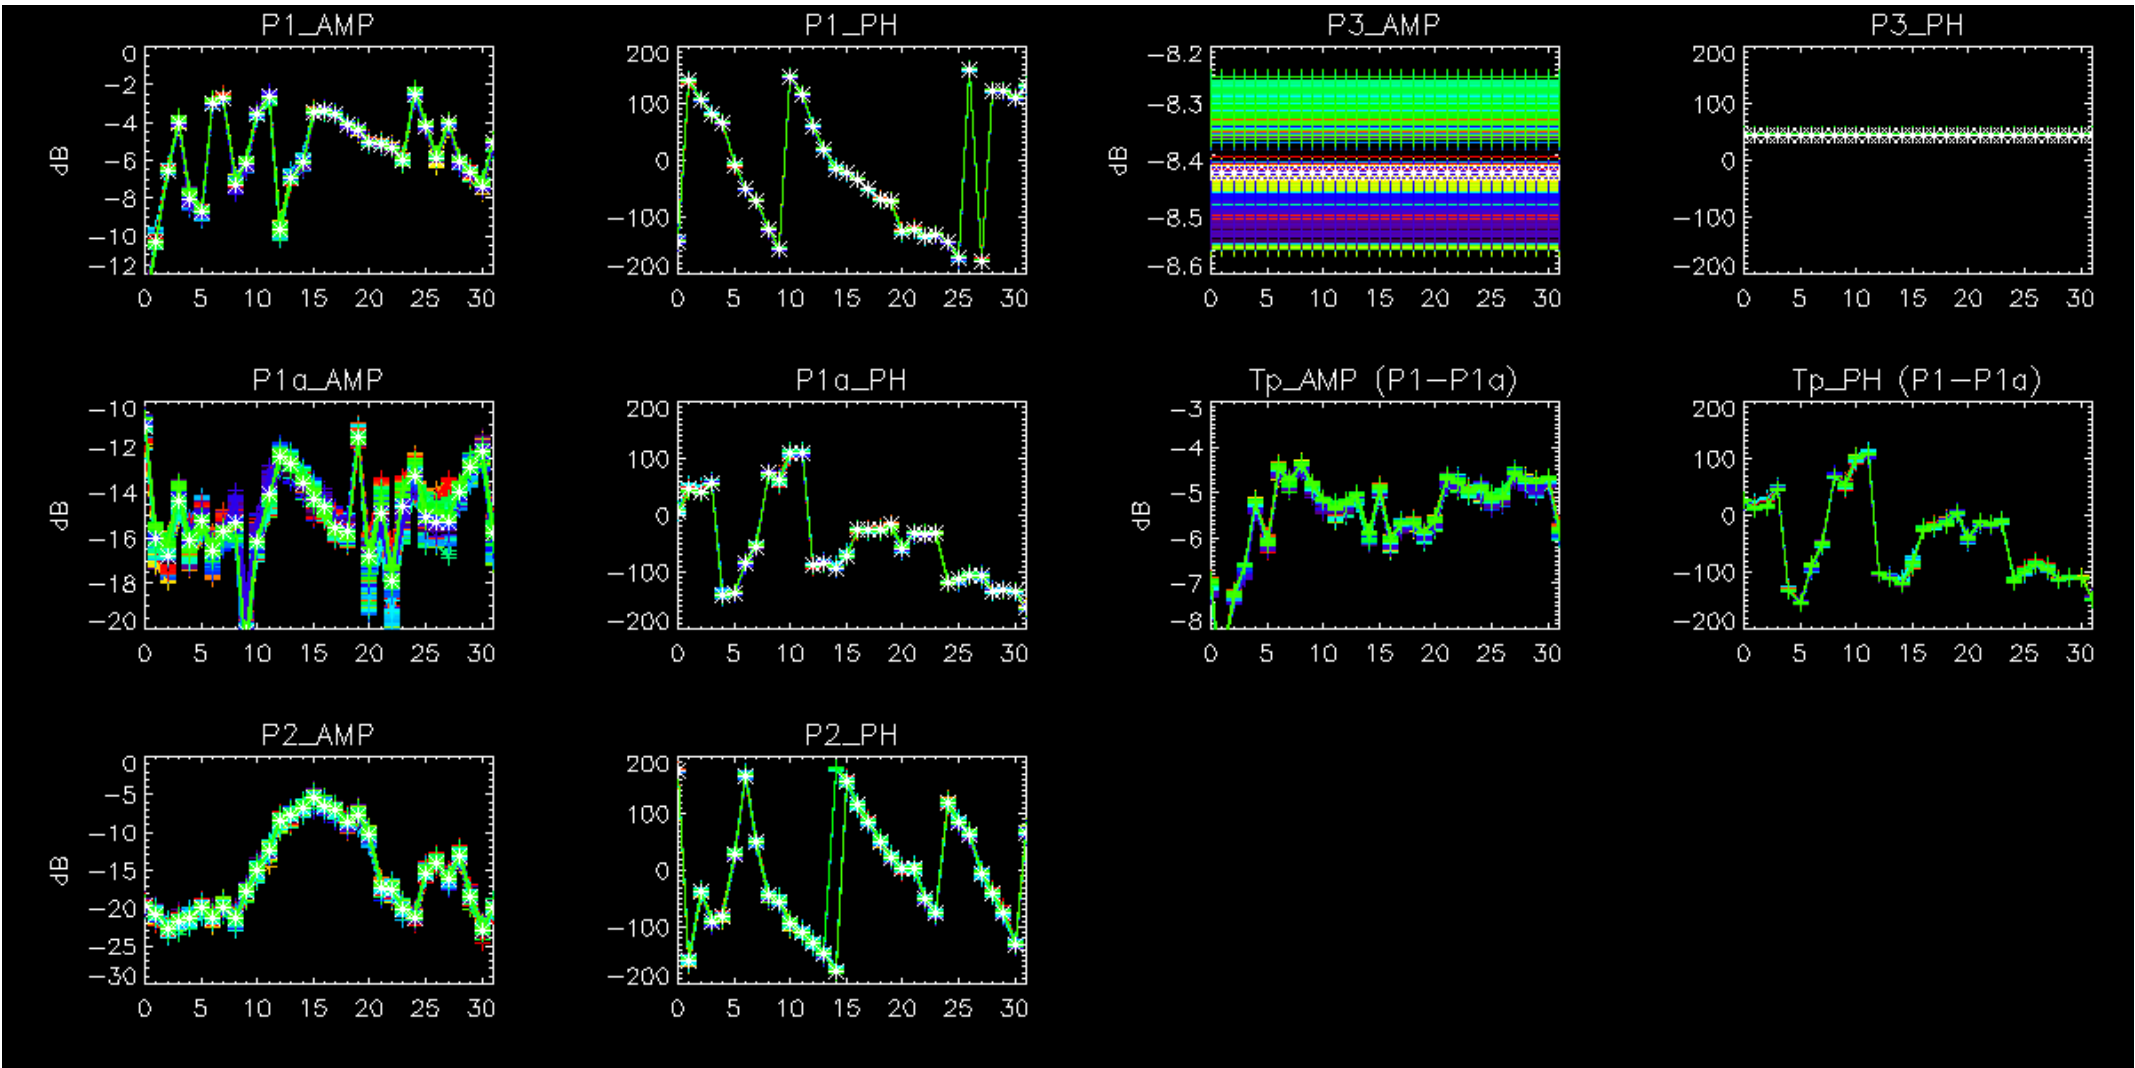 P1_AMP P1_PH P3_AMP P3_PH
0 200 −8.2 200
−2
100 −8.3 100
−4
dB −6 0 dB −8.4 0
−8
−100 −8.5 −100
−10
−12 −200 −8.6 −200
0 5 10 15 20 25 30 0 5 10 15 20 25 30 0 5 10 15 20 25 30 0 5 10 15 20 25 30
P1a_AMP P1a_PH Tp_AMP (P1−P1a) Tp_PH (P1−P1a)
−10 200 −3 200
−12 100 −4 100
−14 −5
dB 0 dB 0
−16 −6
−18 −100 −7 −100
−20 −200 −8 −200
0 5 10 15 20 25 30 0 5 10 15 20 25 30 0 5 10 15 20 25 30 0 5 10 15 20 25 30
P2_AMP P2_PH
0 200
−5
−10 100
dB −15 0
−20
−25 −100
−30 −200
0 5 10 15 20 25 30 0 5 10 15 20 25 30